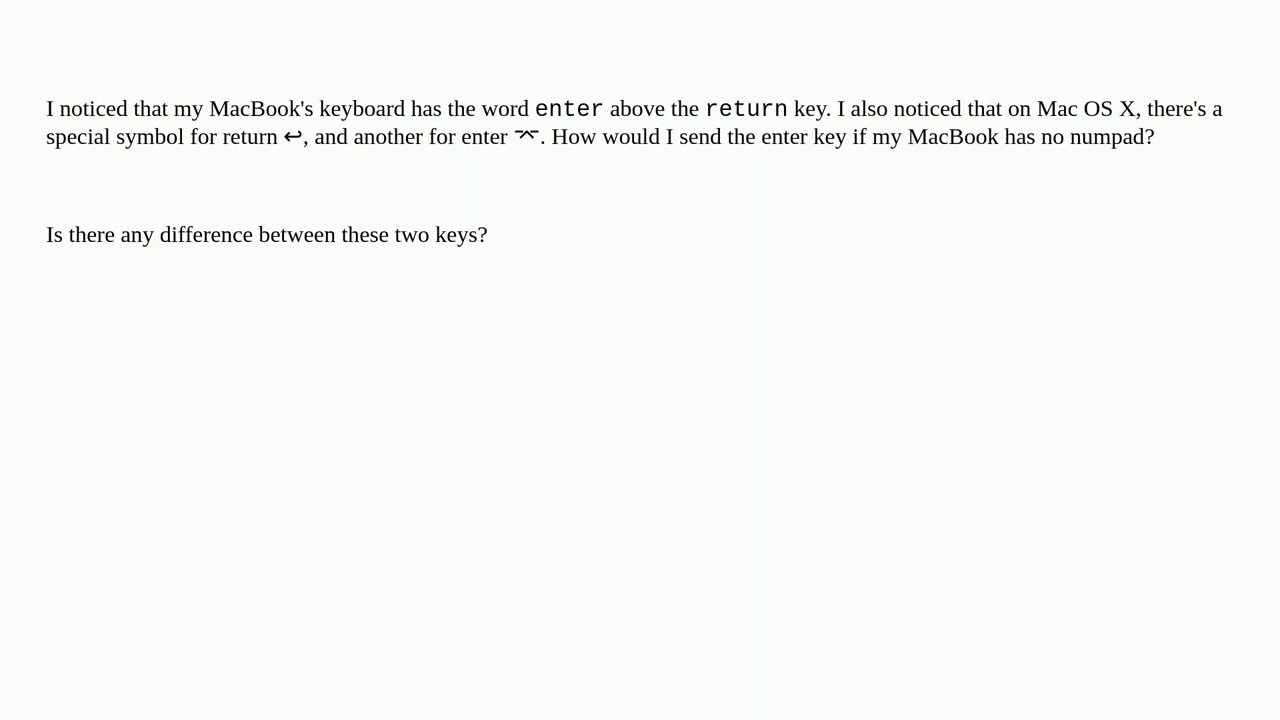 I noticed that my MacBook's keyboard has the word enter above the return key. I also noticed that on Mac OS X, there's a
special symbol for return ↩, and another for enter ⌤. How would I send the enter key if my MacBook has no numpad?
Is there any difference between these two keys?